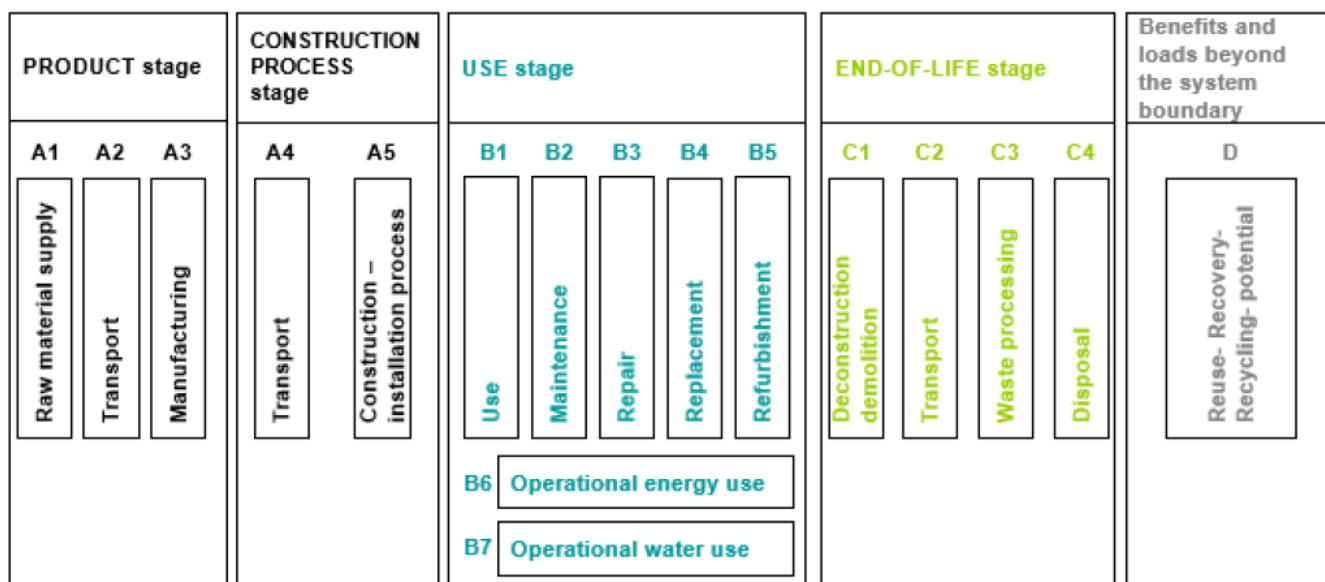 PRODUCT stage
CONSTRUCTION
PROCESS
stage
USE stage
END-OF-LIFE stage
Benefits and
loads beyond
the system
boundary
A1 A2 A3
A4 A5
B1 B2 B3 B4 B5
C1 C2 C3 C4
D
Raw material supply
Transport
Manufacturing
Transport
Construction –
installation process
Use
Maintenance
Repair
Replacement
Refurbishment
Deconstruction
demolition
Transport
Waste processing
Disposal
Reuse- Recovery-
Recycling- potential
B6 Operational energy use
B7 Operational water use